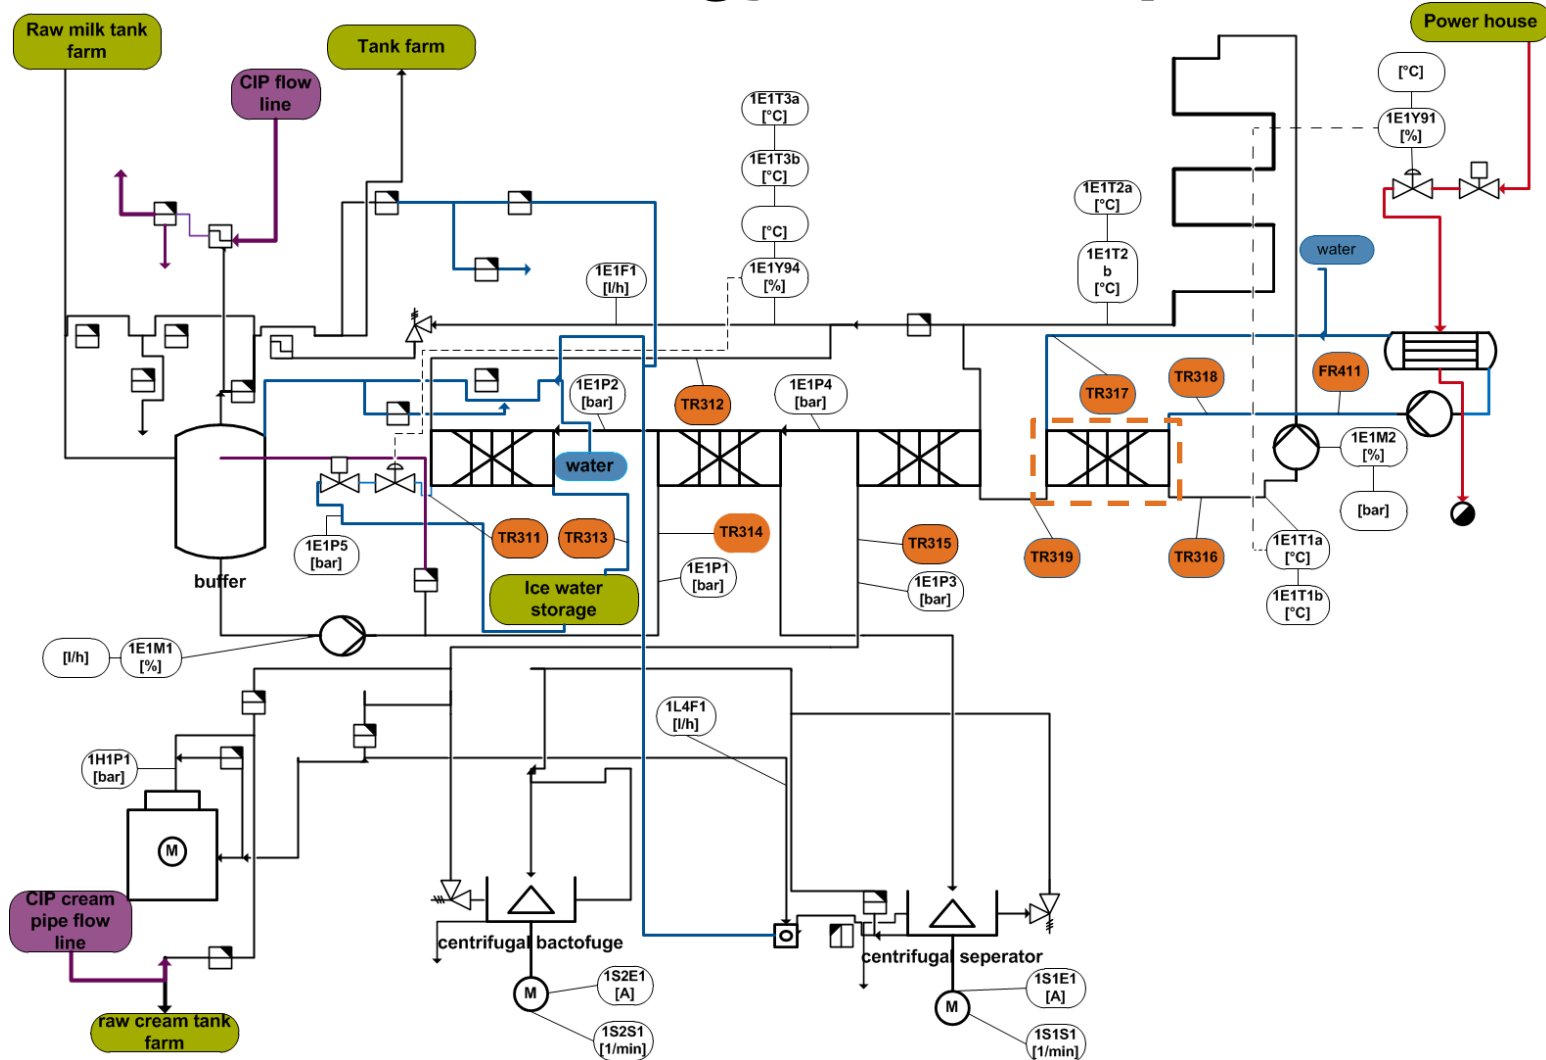 Raw milk tank
farm
Tank farm
Power house
CIP flow
line
[°C]
1E1T3a
[°C]
1E1Y91
[%]
1E1T3b
[°C]
1E1T2a
[°C]
[°C]
water
1E1F1
[l/h]
1E1Y94
[%]
1E1T2
b
[°C]
1E1P2
[bar]
TR312
1E1P4
[bar]
TR317
TR318
FR411
1E1M2
[%]
water
[bar]
1E1P5
[bar]
TR311
TR313
TR314
TR315
TR319
TR316
1E1T1a
[°C]
buffer
Ice water
storage
1E1P1
[bar]
1E1P3
[bar]
1E1T1b
[°C]
[l/h]
1E1M1
[%]
1L4F1
[l/h]
1H1P1
[bar]
M
CIP cream
pipe flow
line
centrifugal bactofuge
centrifugal seperator
1S2E1
[A]
M
1S1E1
[A]
M
raw cream tank
farm
1S2S1
[1/min]
1S1S1
[1/min]